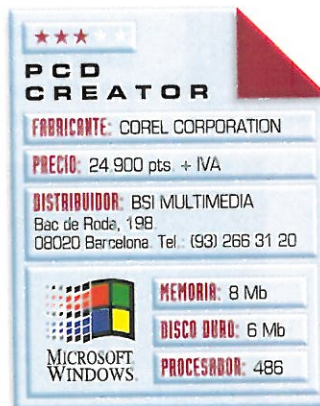 PCD
CREATOR
FABRICANTE: COREL CORPORATION
PRECIO: 24.900 pts. + IVA
DISTRIBUIDOR: BSI MULTIMEDIA
Bac de Roda, 198.
08020 Barcelona. Tel.: (93) 266 31 20
MICROSOFT
WINDOWS
MEMORIA: 8 Mb
DISCO DURO: 6 Mb
PROCESADOR: 486